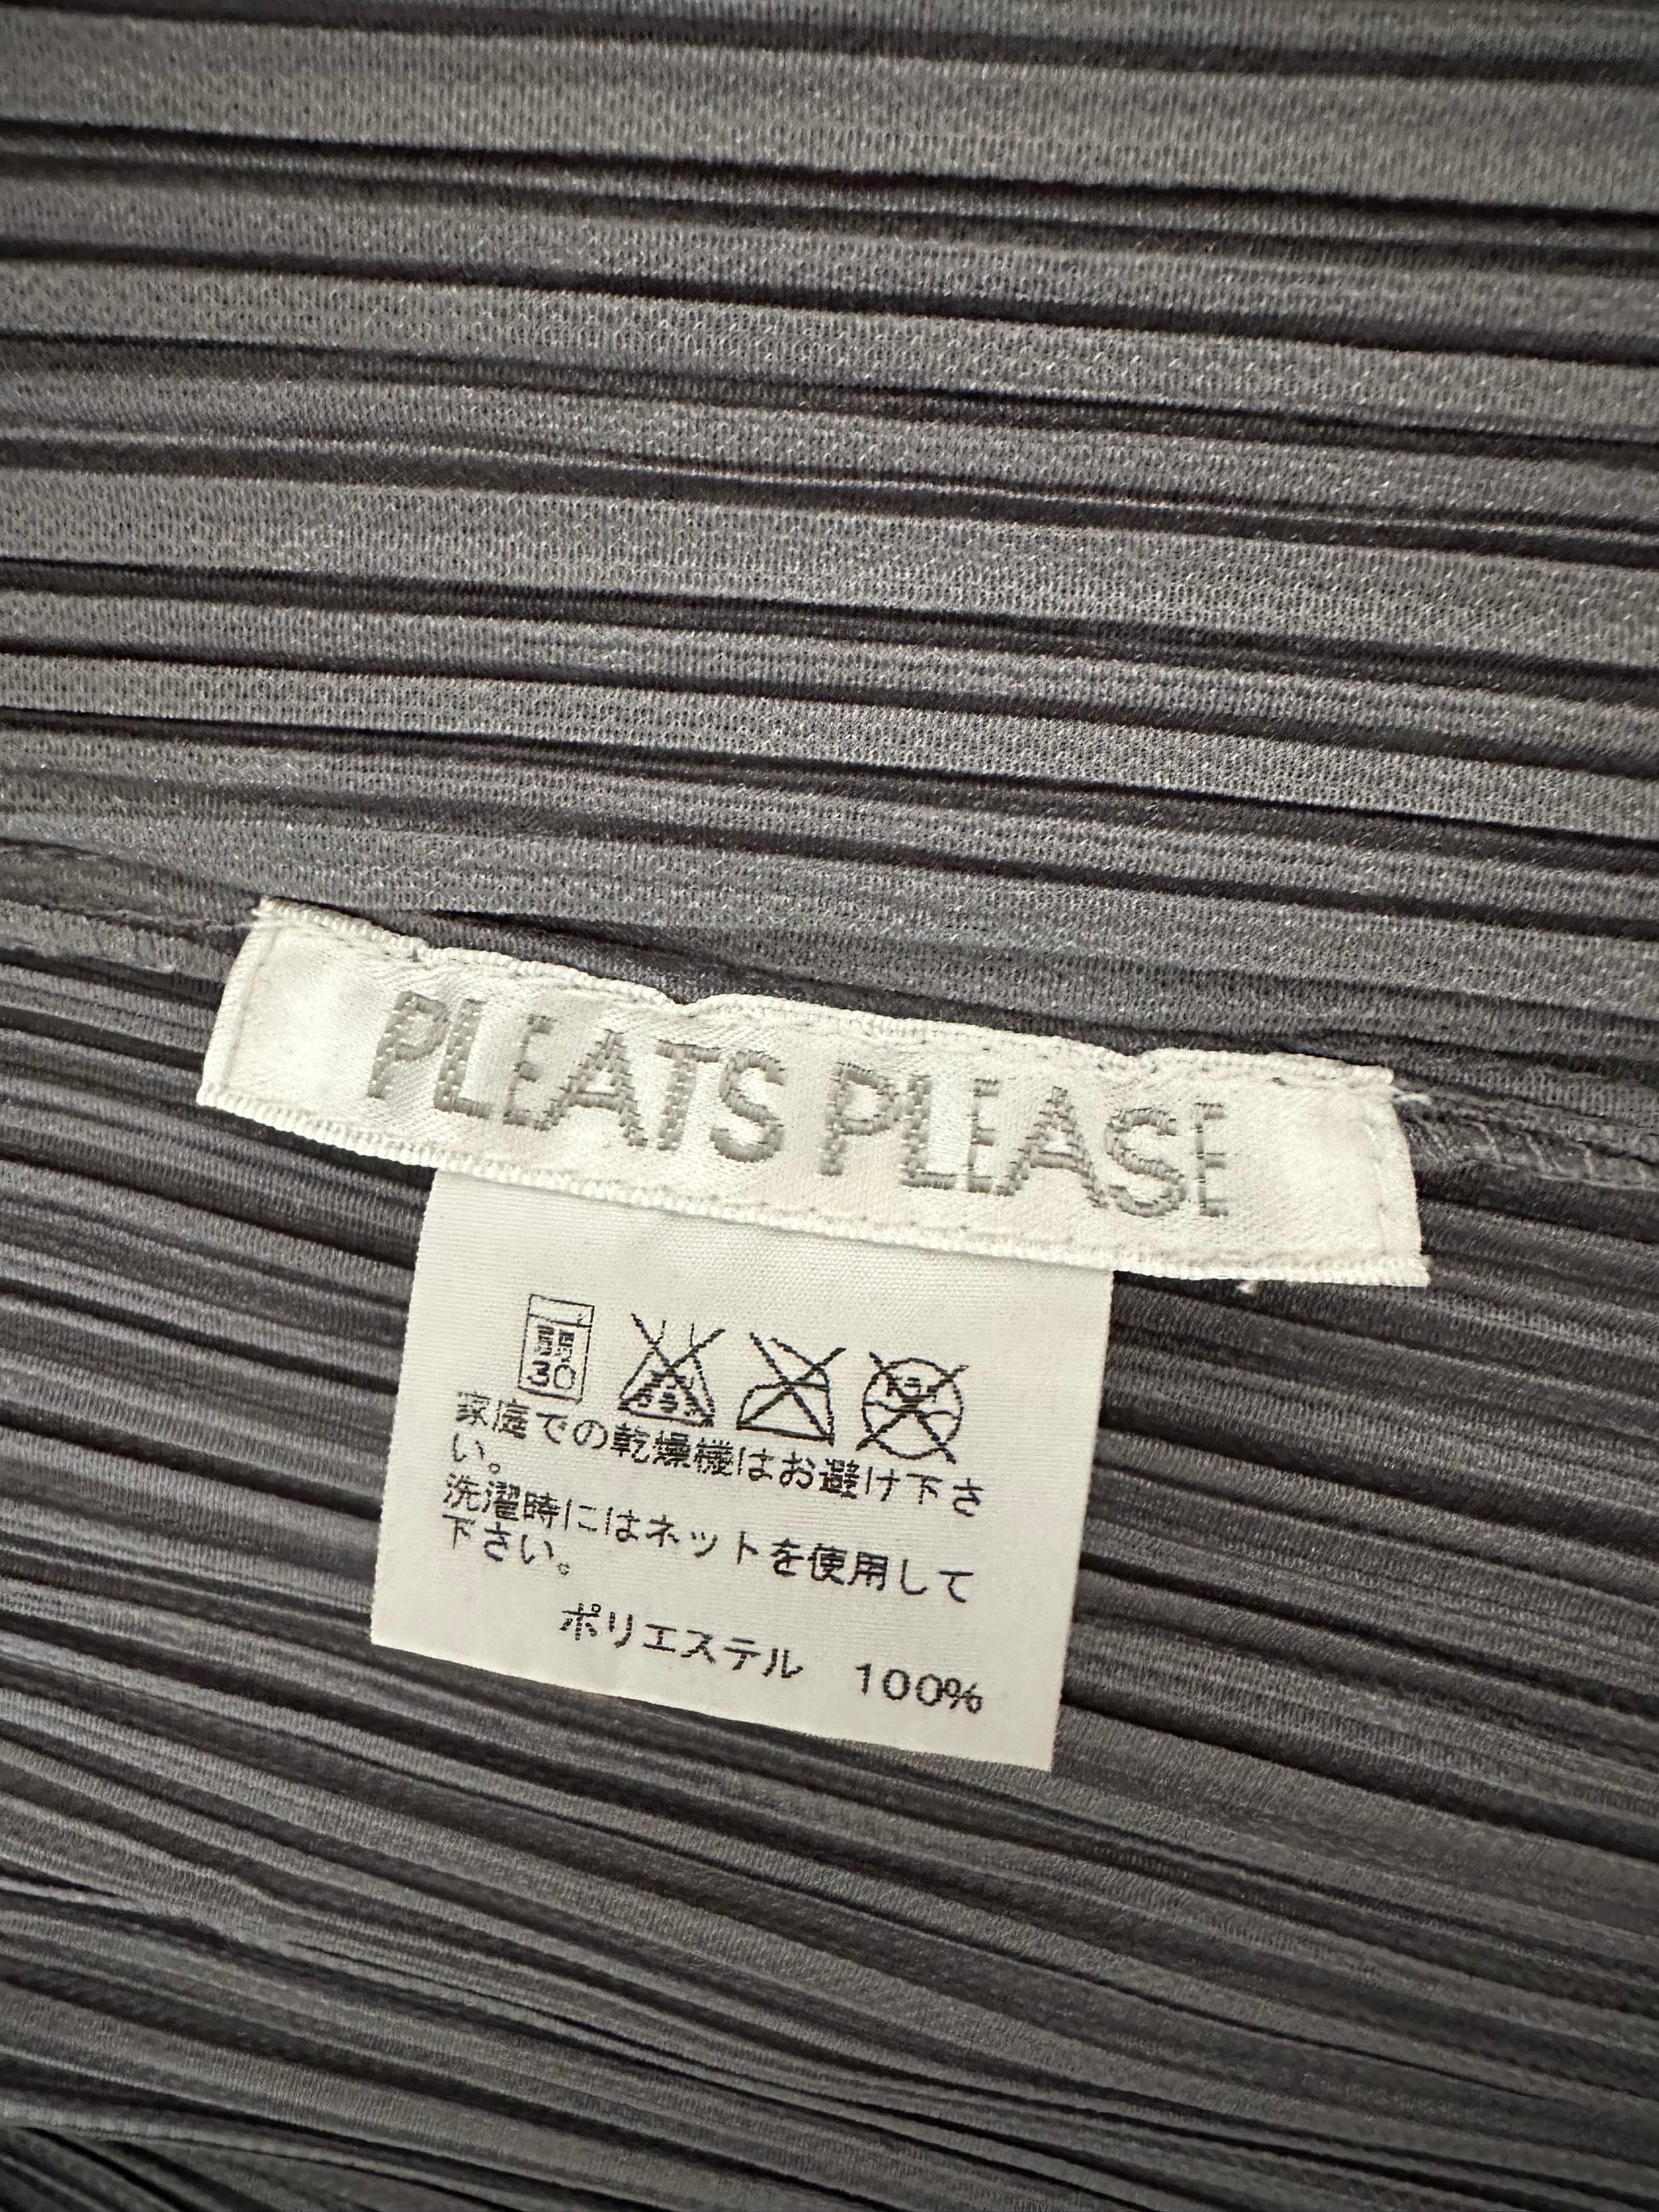 PLEATS PLEASE
30
家庭での乾燥機はお避け下さ
い。
洗濯時にはネットを使用して
下さい。
ポリエステル 100%